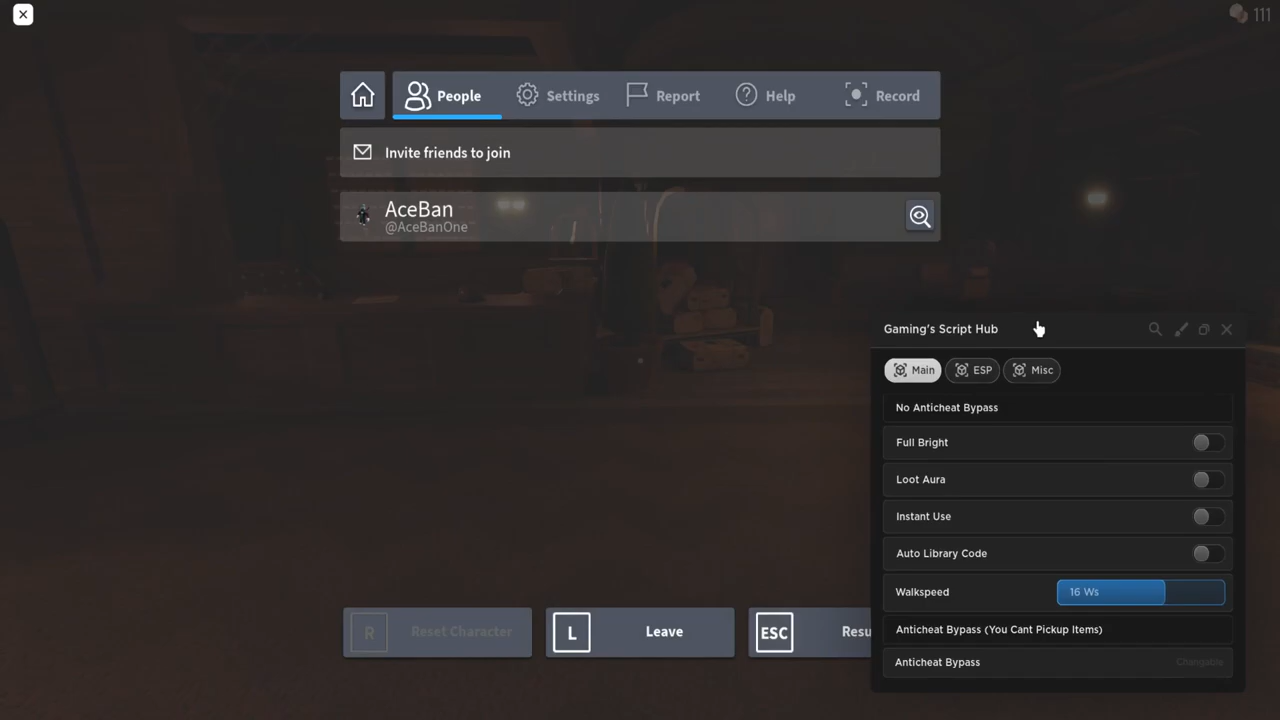 111
People
Settings
Report
Help
Record
Invite friends to join
AceBan
@AceBanOne
Gaming's Script Hub
Main
ESP
Misc
No Anticheat Bypass
Full Bright
Loot Aura
Instant Use
Auto Library Code
Walkspeed
16 Ws
Anticheat Bypass (You Cant Pickup Items)
Anticheat Bypass
Changable
R
Reset Character
L
Leave
ESC
Resu